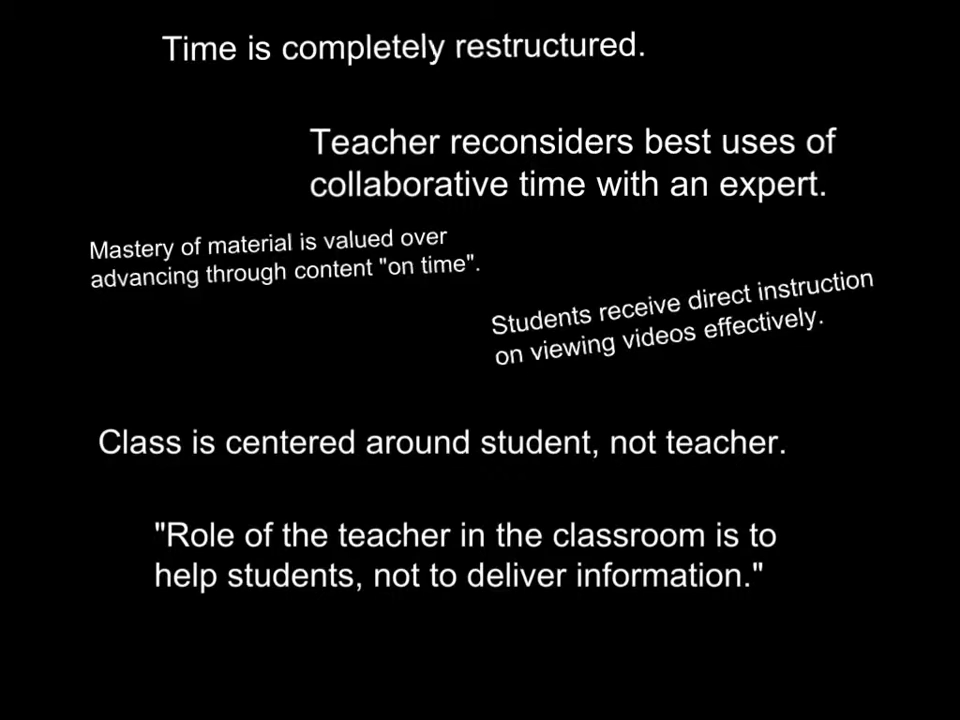 Time is completely restructured.
Teacher reconsiders best uses of
collaborative time with an expert.
Mastery of material is valued over
advancing through content "on time".
Students receive direct instruction
on viewing videos effectively.
Class is centered around student, not teacher.
"Role of the teacher in the classroom is to
help students, not to deliver information."